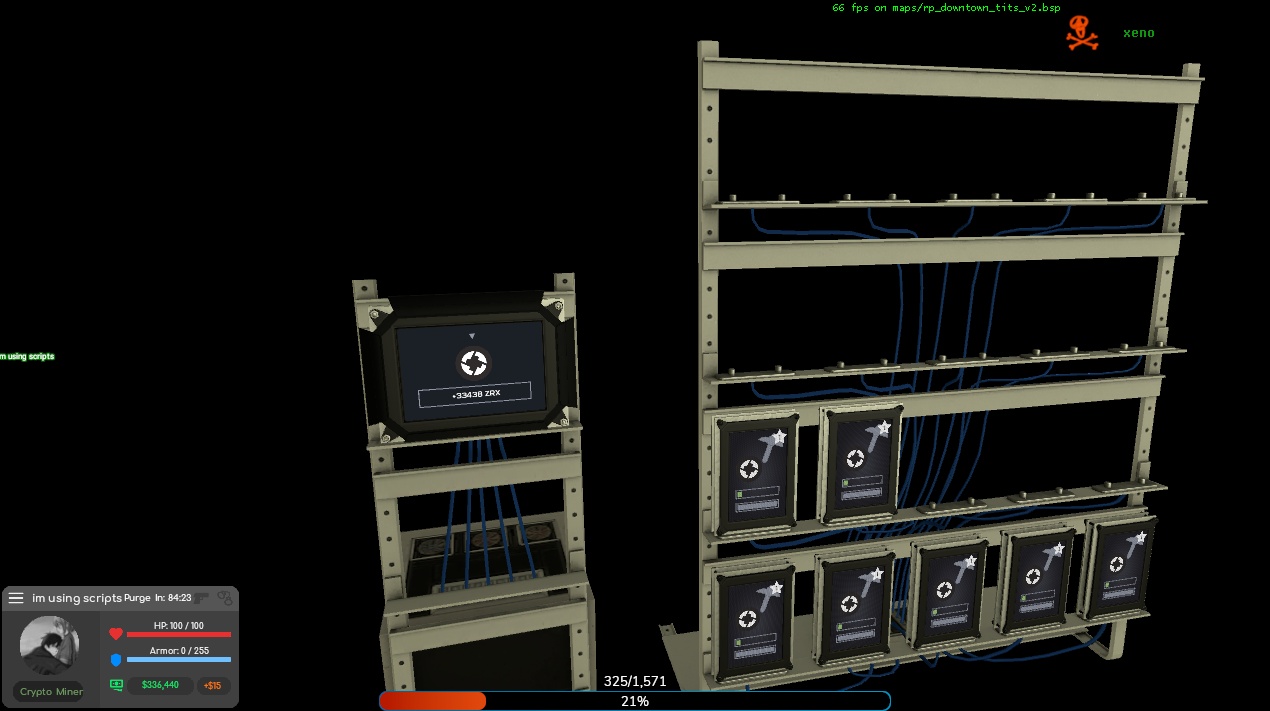 66 fps on maps/rp_downtown_tits_v2.bsp
xeno
+33438 ZRX
m using scripts
im using scripts Purge In: 84:23
HP: 100 / 100
Armor: 0 / 255
Crypto Miner
$336,440
+$15
325/1,571
21%